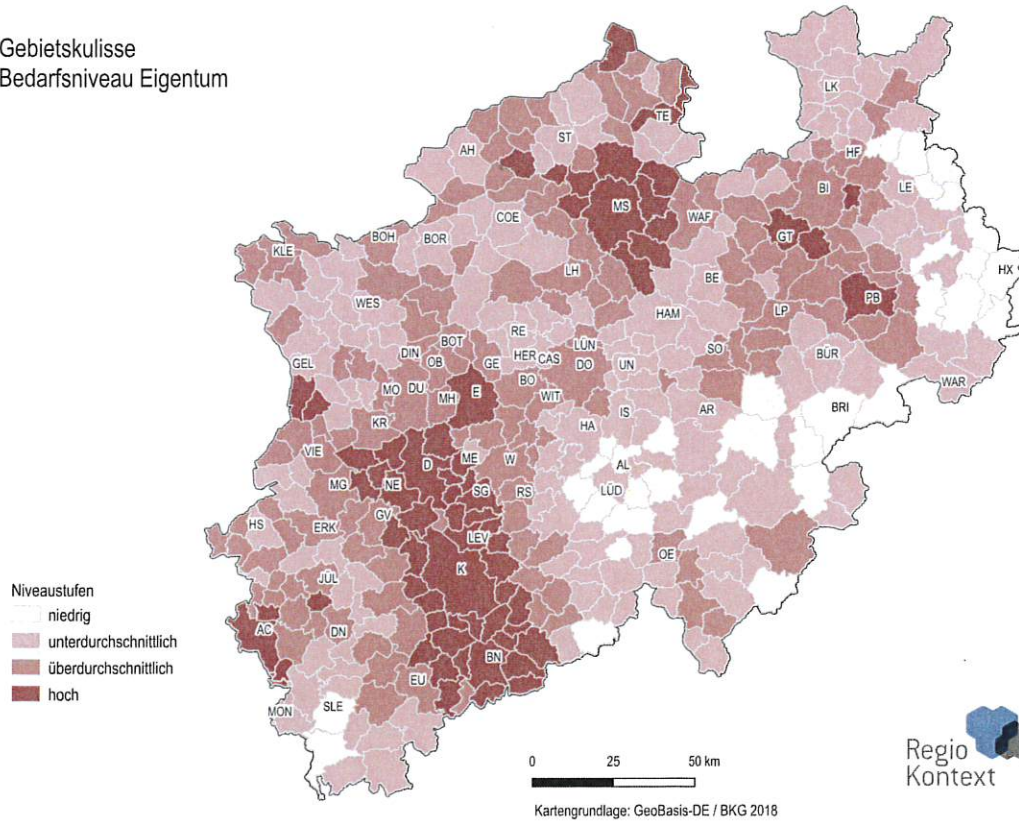 Gebietskulisse
Bedarfsniveau Eigentum
LK
TE
ST
AH
HF
BI
LE
MS
COE
WAF
GT
BOH
BOR
KLE
LH
BE
HX
PB
WES
HAM
LP
RE
LÜN
SO
BÜR
DIN
BOT
OB
GE
HER
CAS
DO
UN
GEL
WAR
MO
DU
MH
E
BO
WIT
IS
AR
BRI
KR
HA
VIE
D
ME
W
AL
MG
NE
SG
RS
LÜD
HS
ERK
GV
LEV
OE
JÜL
K
AC
DN
BN
EU
MON
SLE
Niveaustufen
niedrig
unterdurchschnittlich
überdurchschnittlich
hoch
0 25 50 km
Kartengrundlage: GeoBasis-DE / BKG 2018
Regio
Kontext